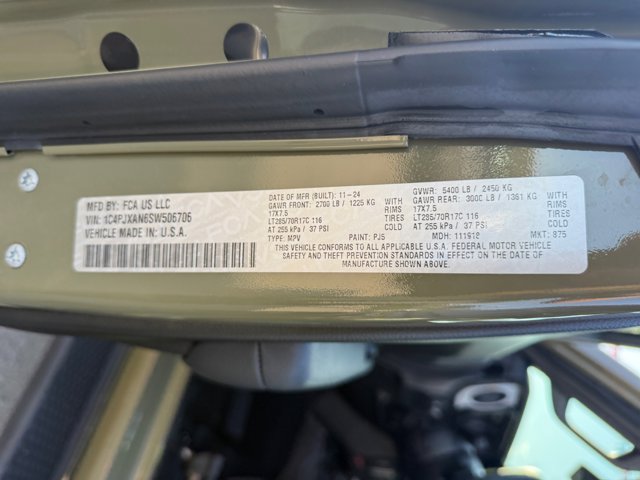 MFD BY: FCA US LLC
VIN: 1C4PJXAN6SW506706
VEHICLE MADE IN: U.S.A.
DATE OF MFR (BUILT): 11-24
GAWR FRONT: 2700 LB / 1225 KG
WITH
17X7.5 RIMS
LT285/70R17C 116 TIRES
AT 255 kPa / 37 PSI COLD
TYPE: MPV PAINT: PJ5
GVWR: 5400 LB / 2450 KG
GAWR REAR: 3000 LB / 1361 KG
WITH
17X7.5 RIMS
LT285/70R17C 116 TIRES
AT 255 kPa / 37 PSI COLD
MDH: 111912 MKT: 875
THIS VEHICLE CONFORMS TO ALL APPLICABLE U.S.A. FEDERAL MOTOR VEHICLE
SAFETY AND THEFT PREVENTION STANDARDS IN EFFECT ON THE DATE OF
MANUFACTURE SHOWN ABOVE.